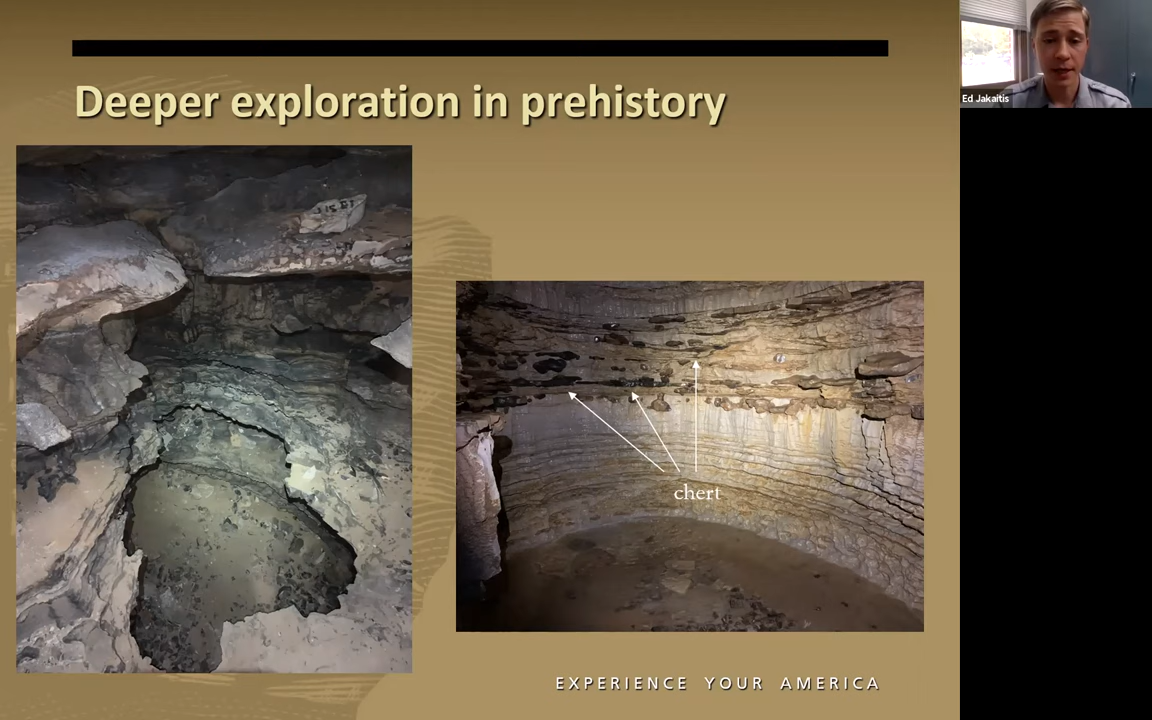 Deeper exploration in prehistory
Ed Jakaitis
chert
EXPERIENCE YOUR AMERICA